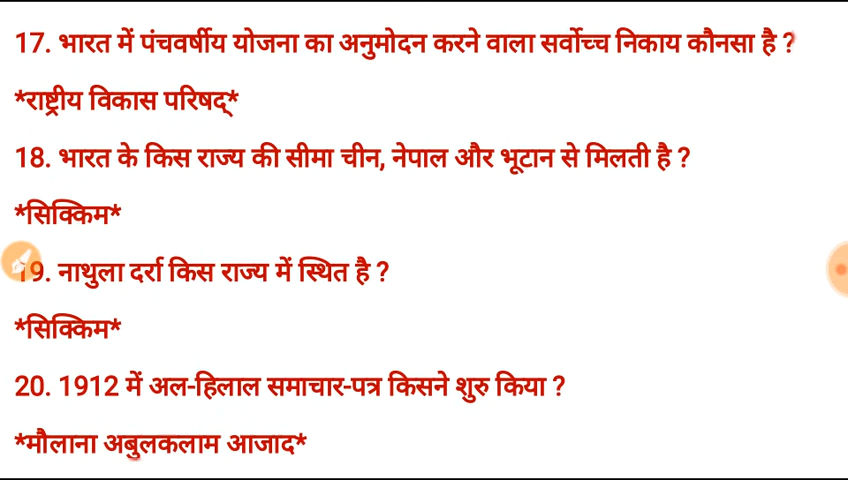 17. भारत में पंचवर्षीय योजना का अनुमोदन करने वाला सर्वोच्च निकाय कौनसा है ?
*राष्ट्रीय विकास परिषद्*
18. भारत के किस राज्य की सीमा चीन, नेपाल और भूटान से मिलती है ?
*सिक्किम*
19. नाथुला दर्रा किस राज्य में स्थित है ?
*सिक्किम*
20. 1912 में अल-हिलाल समाचार-पत्र किसने शुरु किया ?
*मौलाना अबुलकलाम आजाद*